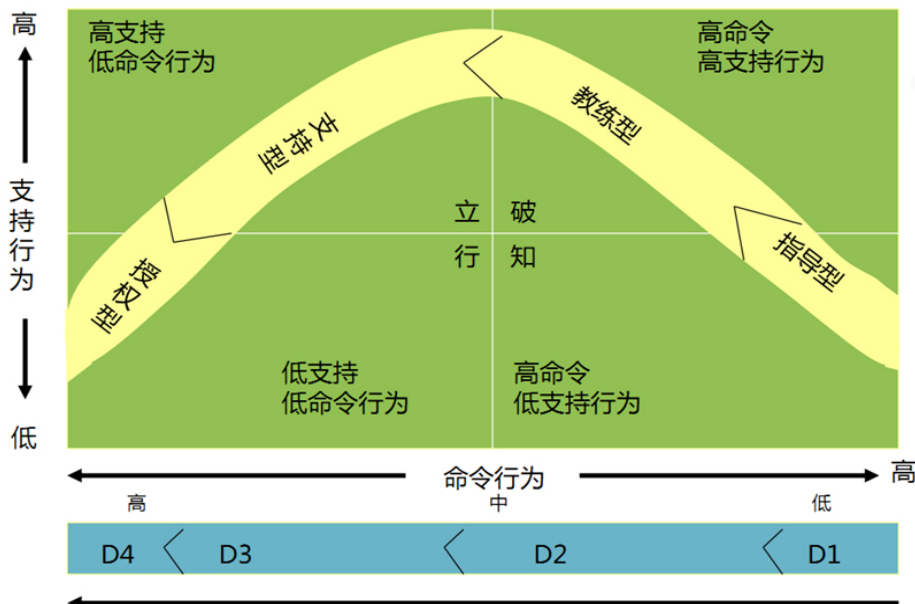 高
高支持
低命令行为
高命令
高支持行为
教练型
支持型
支持行为
立 破
行 知
指导型
授权型
低支持
低命令行为
高命令
低支持行为
低
命令行为
高
高
中
低
D4
D3
D2
D1